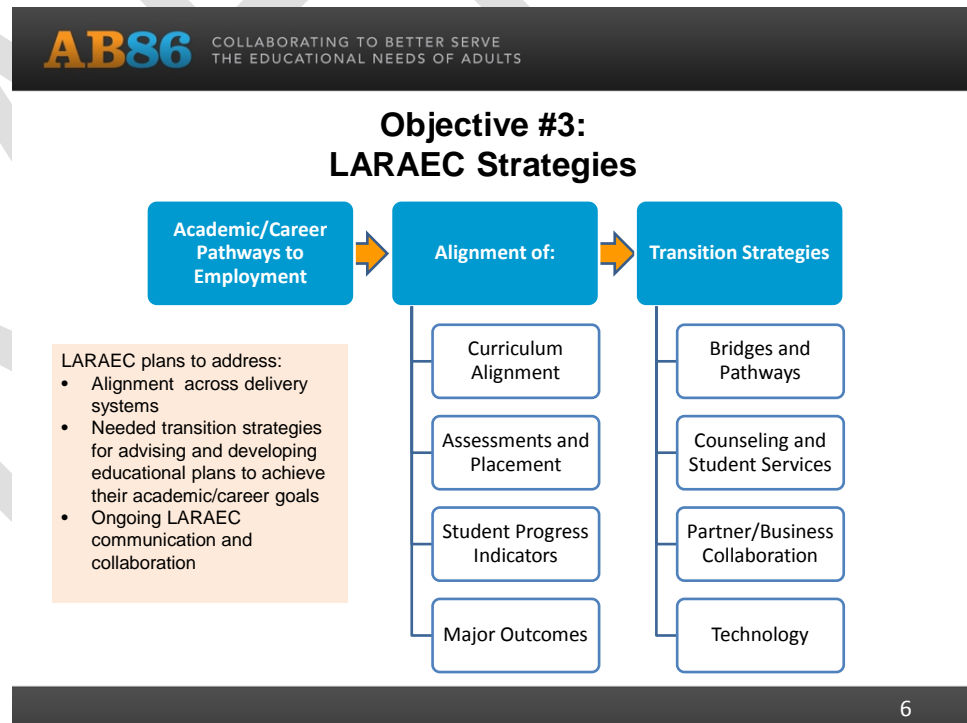 AB86 COLLABORATING TO BETTER SERVE
THE EDUCATIONAL NEEDS OF ADULTS
Objective #3:
LARAEC Strategies
Academic/Career
Pathways to
Employment
Alignment of:
Transition Strategies
LARAEC plans to address:
• Alignment across delivery
systems
• Needed transition strategies
for advising and developing
educational plans to achieve
their academic/career goals
• Ongoing LARAEC
communication and
collaboration
Curriculum
Alignment
Assessments and
Placement
Student Progress
Indicators
Major Outcomes
Bridges and
Pathways
Counseling and
Student Services
Partner/Business
Collaboration
Technology
6